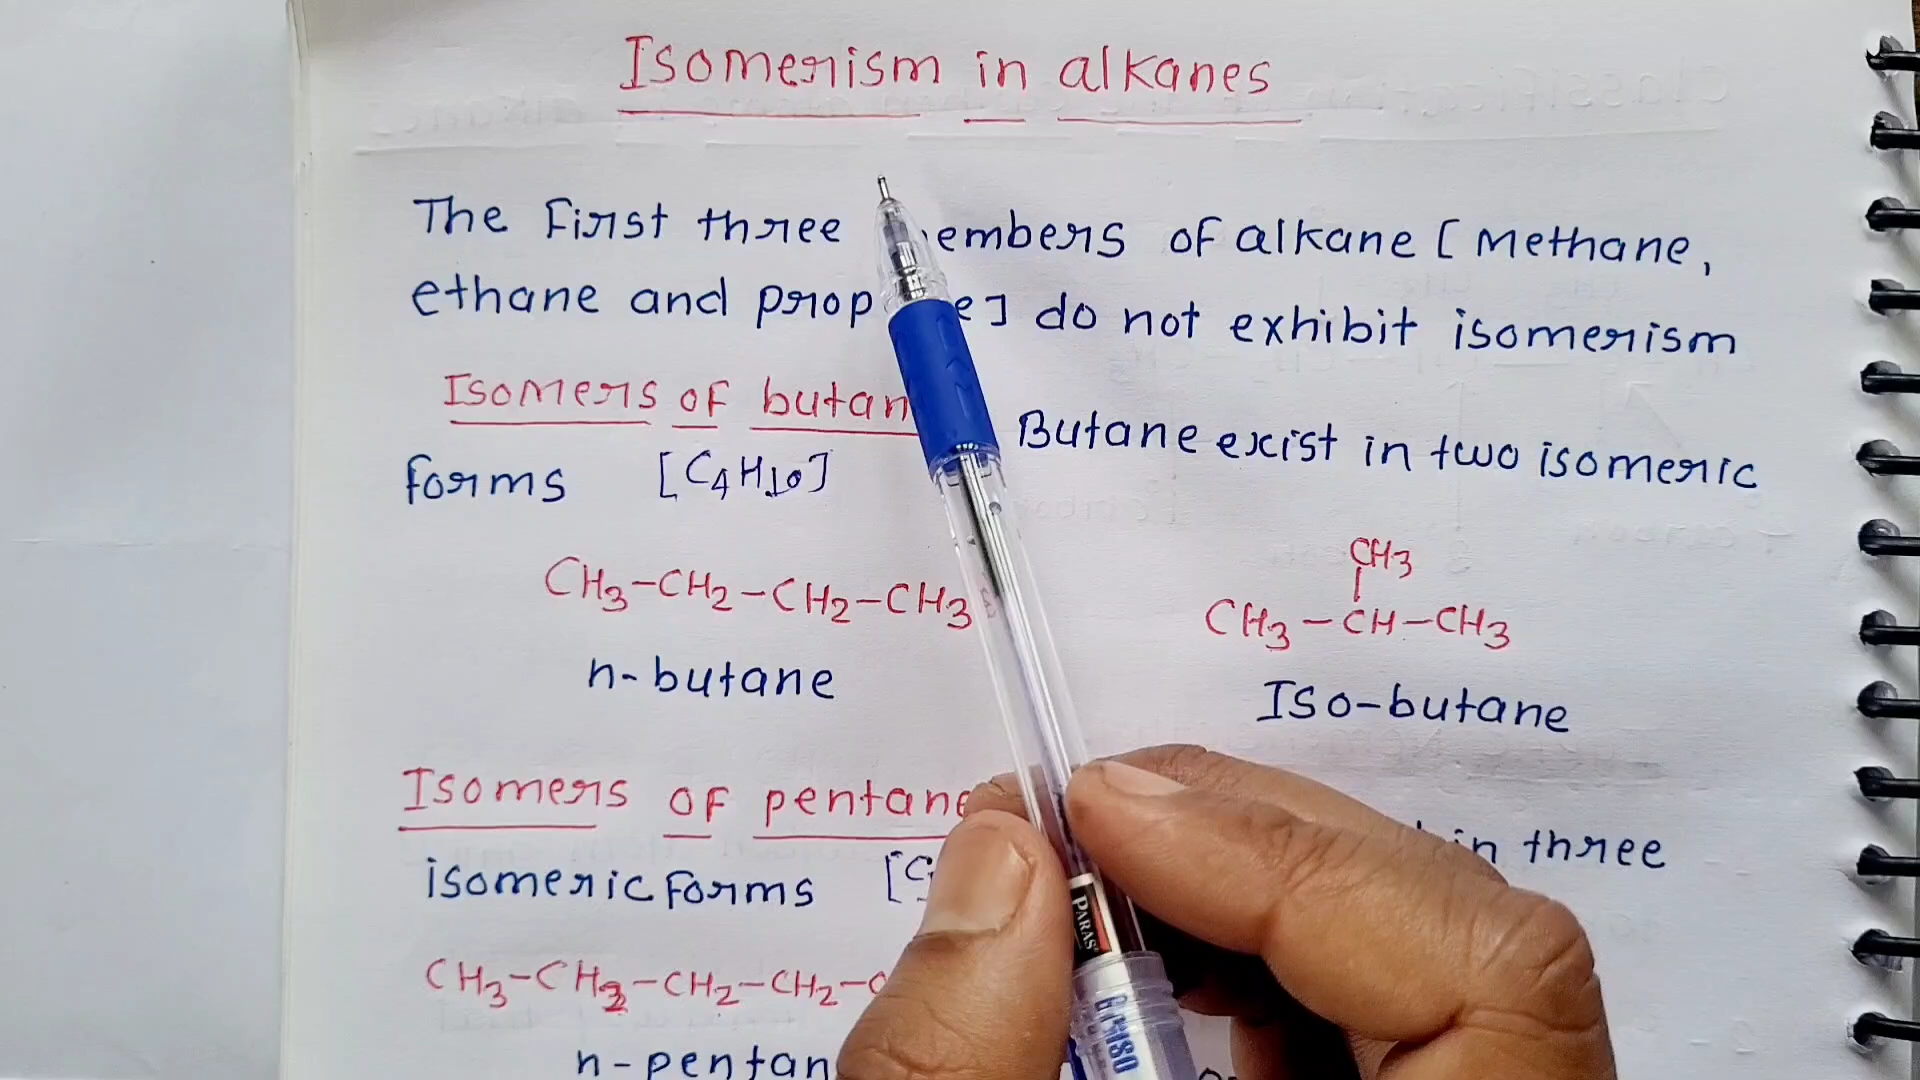 Isomerism in alkanes
The First three embers of alkane [ Methane,
ethane and prop e] do not exhibit isomerism
Isomers of butan Butane exist in two isomeric
forms [C4H10]
CH3
CH3-CH2-CH2-CH3 CH3-CH-CH3
n-butane Iso-butane
Isomers of pentane in three
isomeric forms [C
CH3-CH2-CH2-CH2-C
n-pentan
PARAS